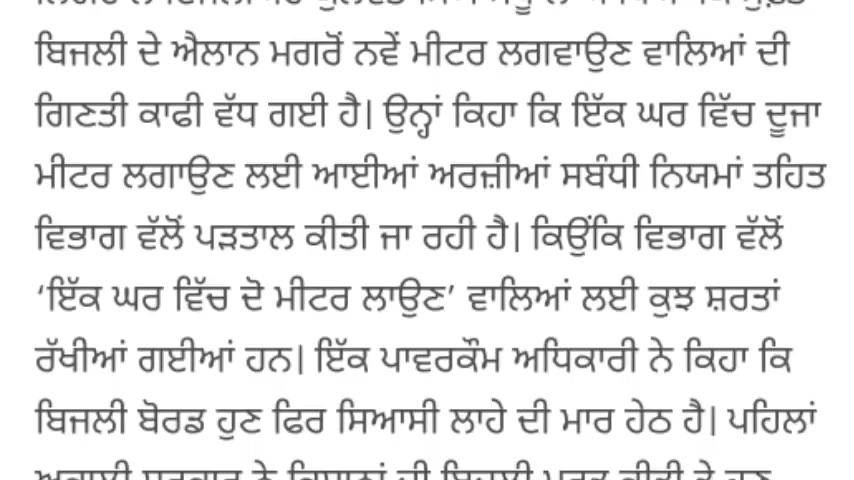 ਬਿਜਲੀ ਦੇ ਐਲਾਨ ਮਗਰੋਂ ਨਵੇਂ ਮੀਟਰ ਲਗਵਾਉਣ ਵਾਲਿਆਂ ਦੀ
ਗਿਣਤੀ ਕਾਫੀ ਵੱਧ ਗਈ ਹੈ। ਉਨ੍ਹਾਂ ਕਿਹਾ ਕਿ ਇੱਕ ਘਰ ਵਿੱਚ ਦੂਜਾ
ਮੀਟਰ ਲਗਾਉਣ ਲਈ ਆਈਆਂ ਅਰਜ਼ੀਆਂ ਸਬੰਧੀ ਨਿਯਮਾਂ ਤਹਿਤ
ਵਿਭਾਗ ਵੱਲੋਂ ਪੜਤਾਲ ਕੀਤੀ ਜਾ ਰਹੀ ਹੈ। ਕਿਉਂਕਿ ਵਿਭਾਗ ਵੱਲੋਂ
‘ਇੱਕ ਘਰ ਵਿੱਚ ਦੋ ਮੀਟਰ ਲਾਉਣ’ ਵਾਲਿਆਂ ਲਈ ਕੁਝ ਸ਼ਰਤਾਂ
ਰੱਖੀਆਂ ਗਈਆਂ ਹਨ। ਇੱਕ ਪਾਵਰਕੌਮ ਅਧਿਕਾਰੀ ਨੇ ਕਿਹਾ ਕਿ
ਬਿਜਲੀ ਬੋਰਡ ਹੁਣ ਫਿਰ ਸਿਆਸੀ ਲਾਹੇ ਦੀ ਮਾਰ ਹੇਠ ਹੈ। ਪਹਿਲਾਂ